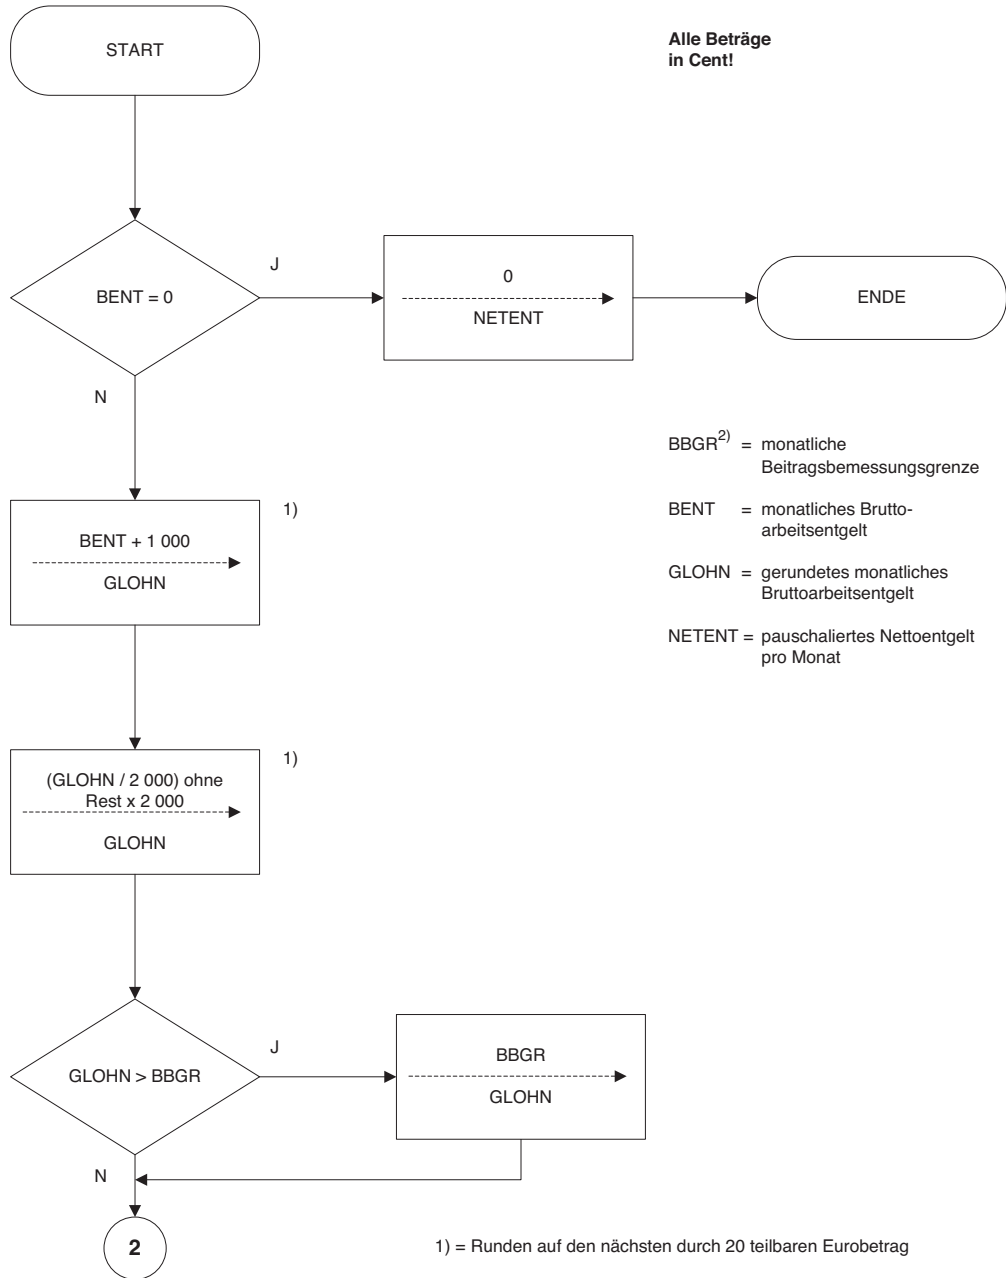 START
Alle Beträge
in Cent!
BENT = 0
J
0
NETENT
ENDE
N
BBGR2) = monatliche
Beitragsbemessungsgrenze
BENT = monatliches Brutto-
arbeitsentgelt
GLOHN = gerundetes monatliches
Bruttoarbeitsentgelt
NETENT = pauschaliertes Nettoentgelt
pro Monat
BENT + 1 000
GLOHN
1)
(GLOHN / 2 000) ohne
Rest x 2 000
GLOHN
1)
GLOHN > BBGR
J
BBGR
GLOHN
N
2
1) = Runden auf den nächsten durch 20 teilbaren Eurobetrag